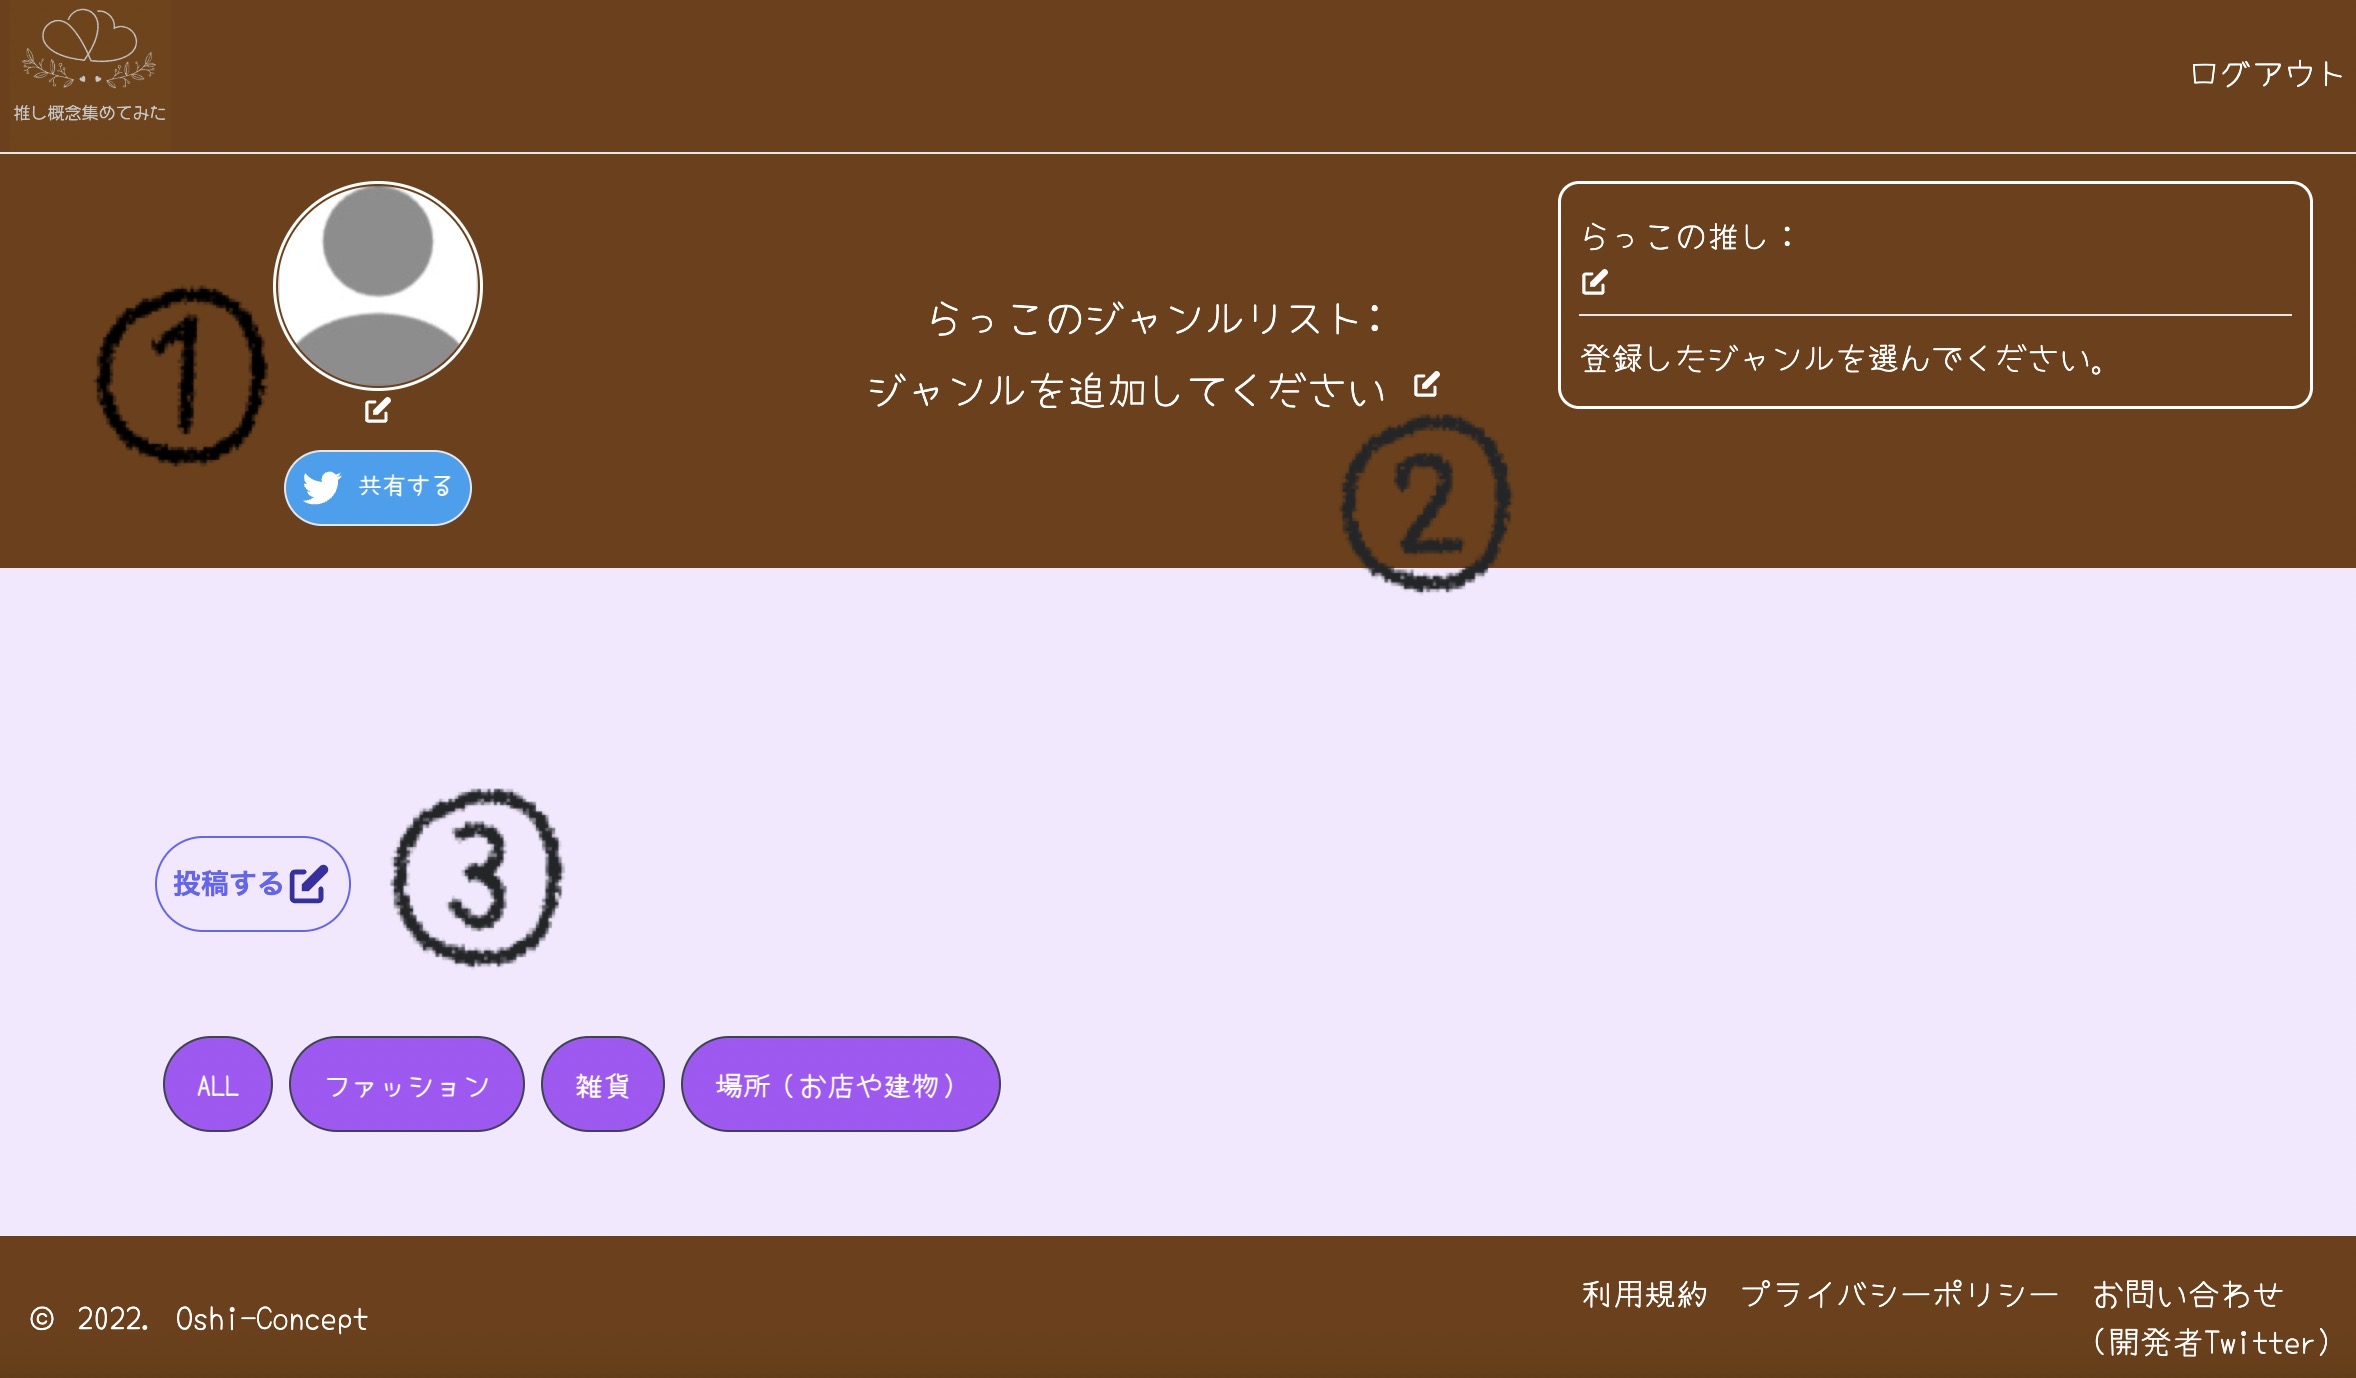 推し概念集めてみた
ログアウト
①
共有する
らっこのジャンルリスト:
ジャンルを追加してください
②
らっこの推し：
登録したジャンルを選んでください。
投稿する
③
ALL
ファッション
雑貨
場所（お店や建物）
© 2022. Oshi-Concept
利用規約
プライバシーポリシー
お問い合わせ
(開発者Twitter)